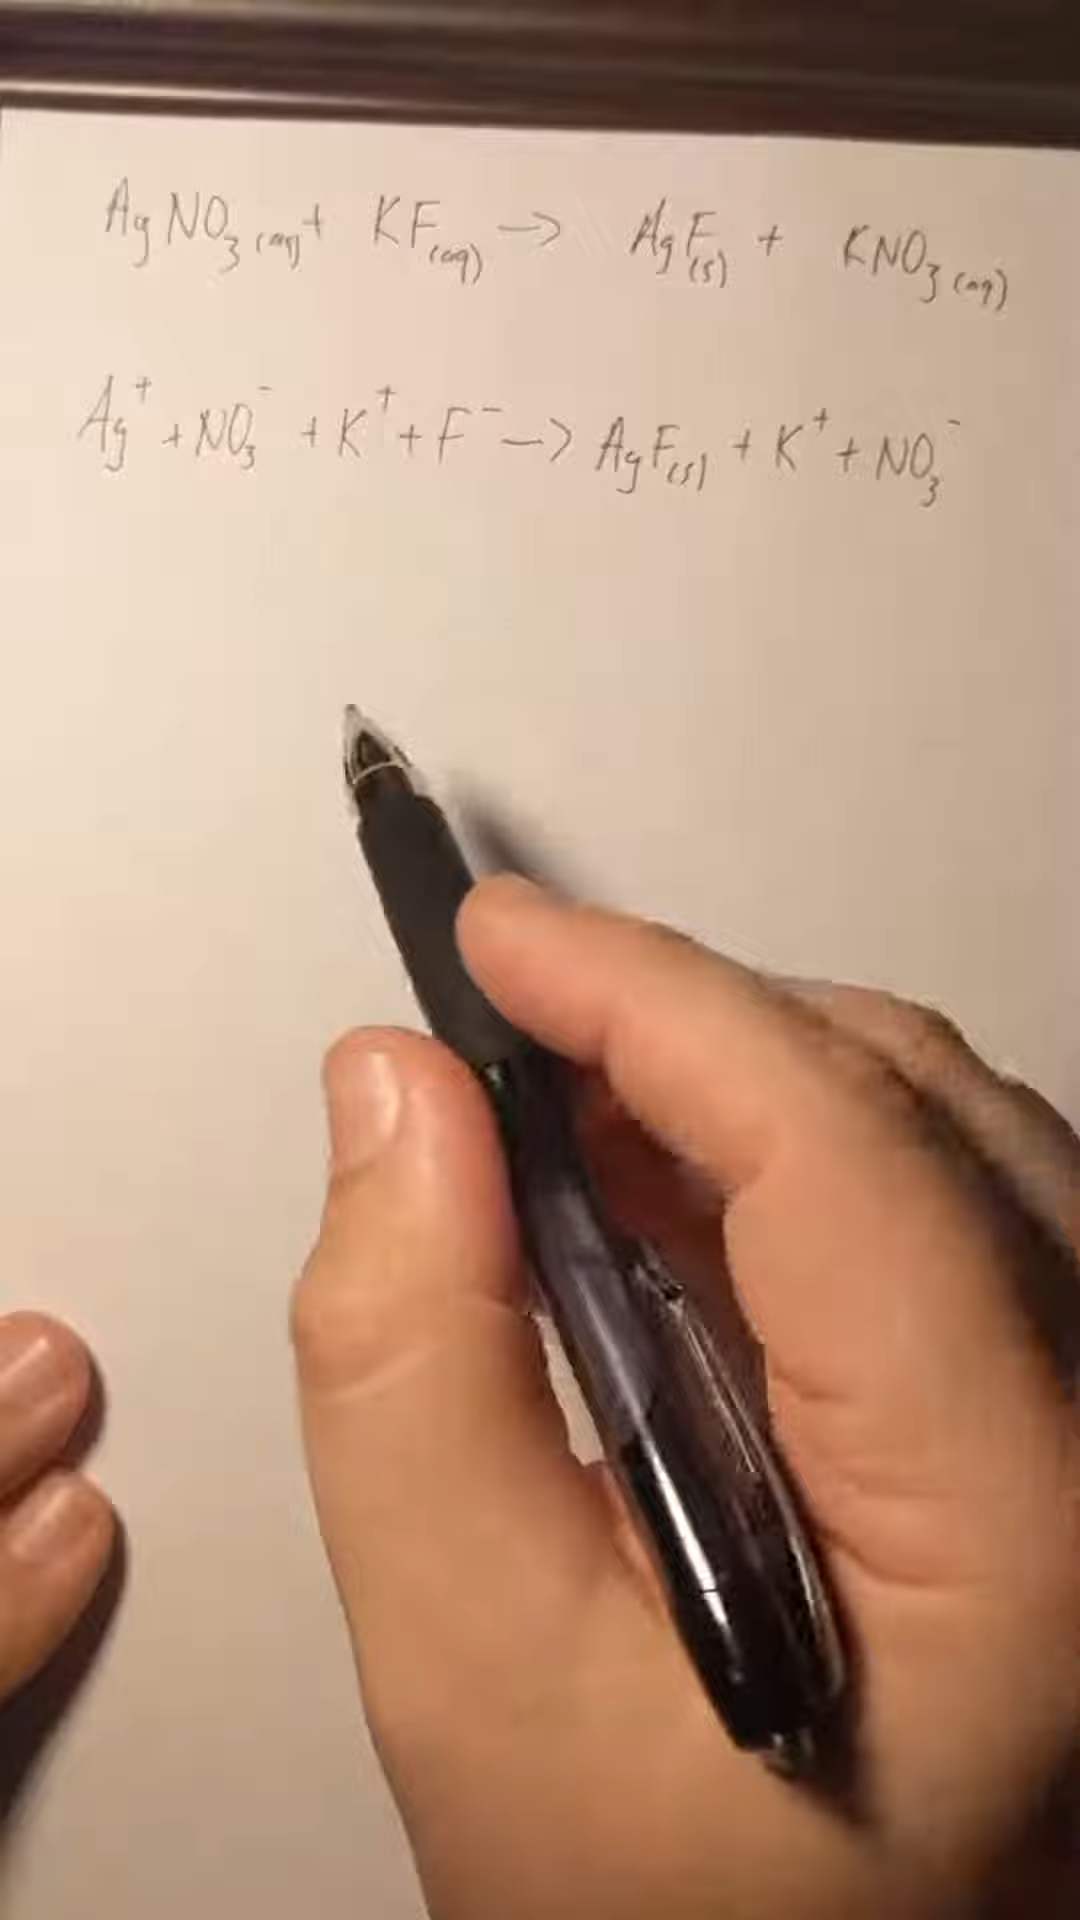 AgNO₃(aq) + KF(aq) → AgF(s) + KNO₃(aq)
Ag⁺ + NO₃⁻ + K⁺ + F⁻ → AgF(s) + K⁺ + NO₃⁻